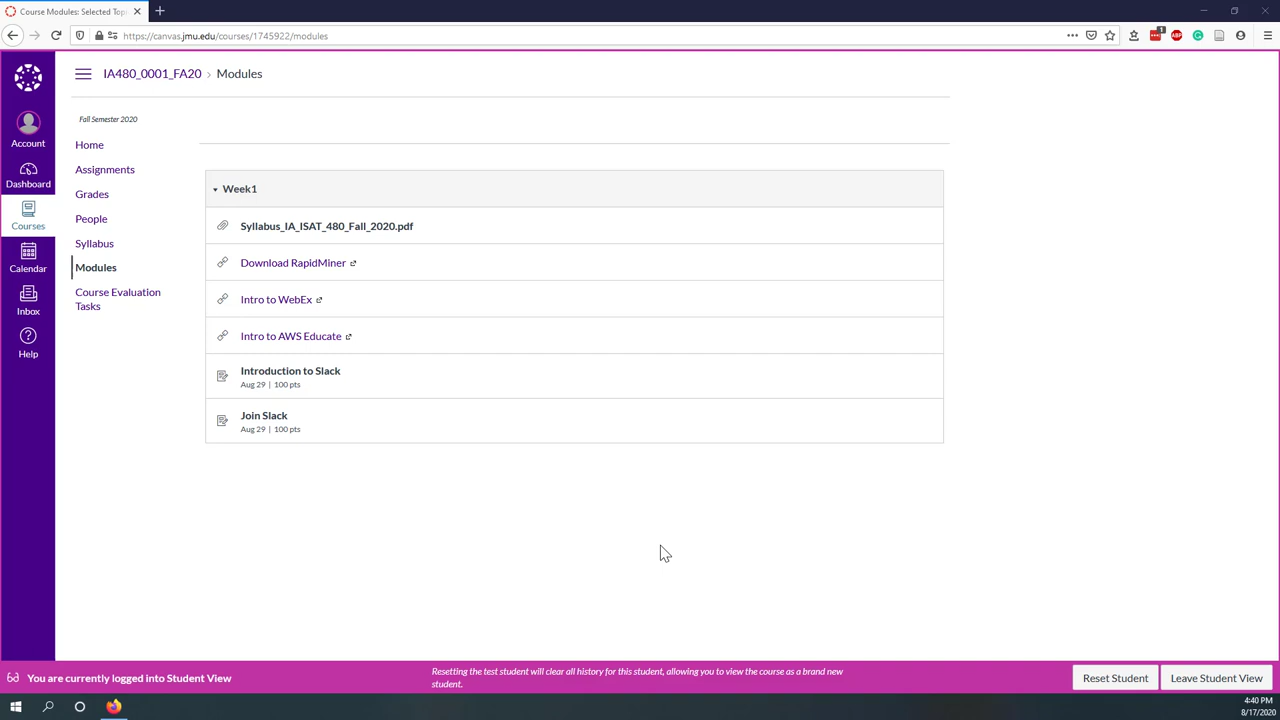 Course Modules: Selected Top
https://canvas.jmu.edu/courses/1745922/modules
1
ABP
IA480_0001_FA20 › Modules
Account
Dashboard
Courses
Calendar
Inbox
Help
Fall Semester 2020
Home
Assignments
Grades
People
Syllabus
Modules
Course Evaluation
Tasks
Week1
Syllabus_IA_ISAT_480_Fall_2020.pdf
Download RapidMiner
Intro to WebEx
Intro to AWS Educate
Introduction to Slack
Aug 29 | 100 pts
Join Slack
Aug 29 | 100 pts
You are currently logged into Student View
Resetting the test student will clear all history for this student, allowing you to view the course as a brand new
student.
Reset Student
Leave Student View
4:40 PM
8/17/2020